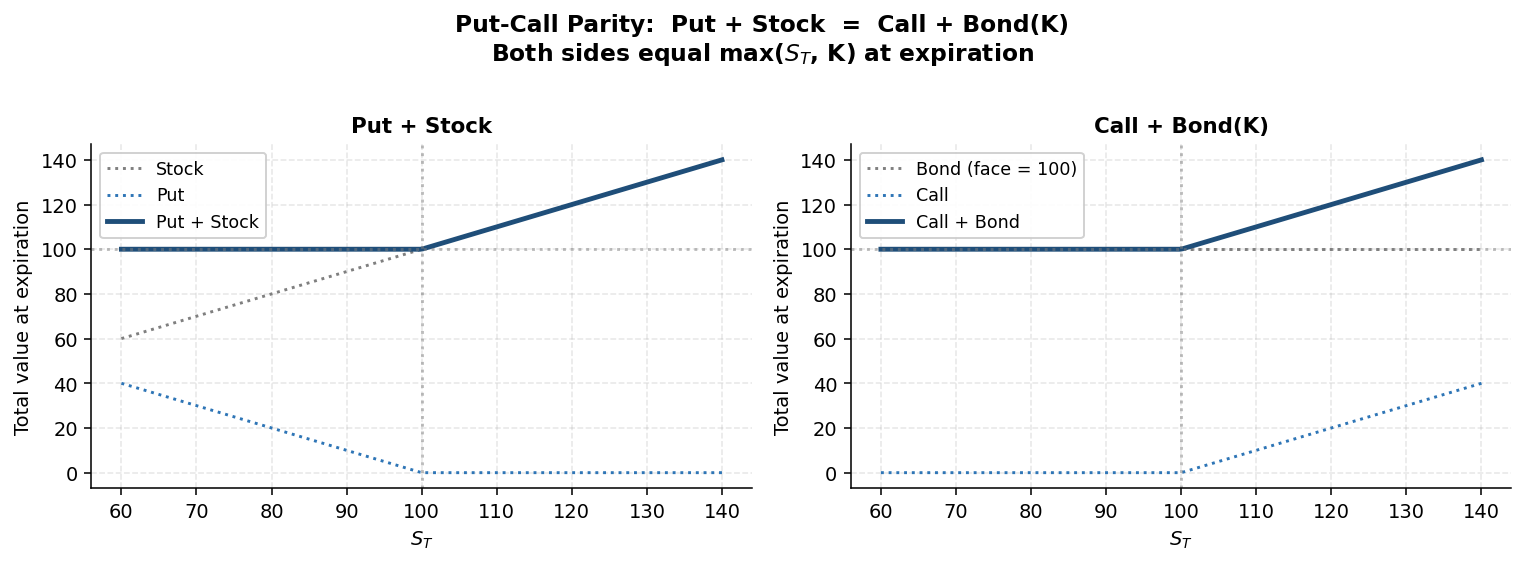 Put-Call Parity:  Put + Stock  =  Call + Bond(K)
Both sides equal max(S_T, K) at expiration
Put + Stock
Total value at expiration
140
120
100
80
60
40
20
0
Stock
Put
Put + Stock
60 70 80 90 100 110 120 130 140
S_T
Call + Bond(K)
Total value at expiration
140
120
100
80
60
40
20
0
Bond (face = 100)
Call
Call + Bond
60 70 80 90 100 110 120 130 140
S_T